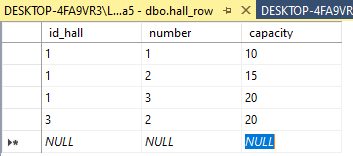 DESKTOP-4FA9VR3\L...a5 - dbo.hall_row DESKTOP-4FA9VR
id_hall number capacity
1 1 10
1 2 15
1 3 20
3 2 20
NULL NULL NULL